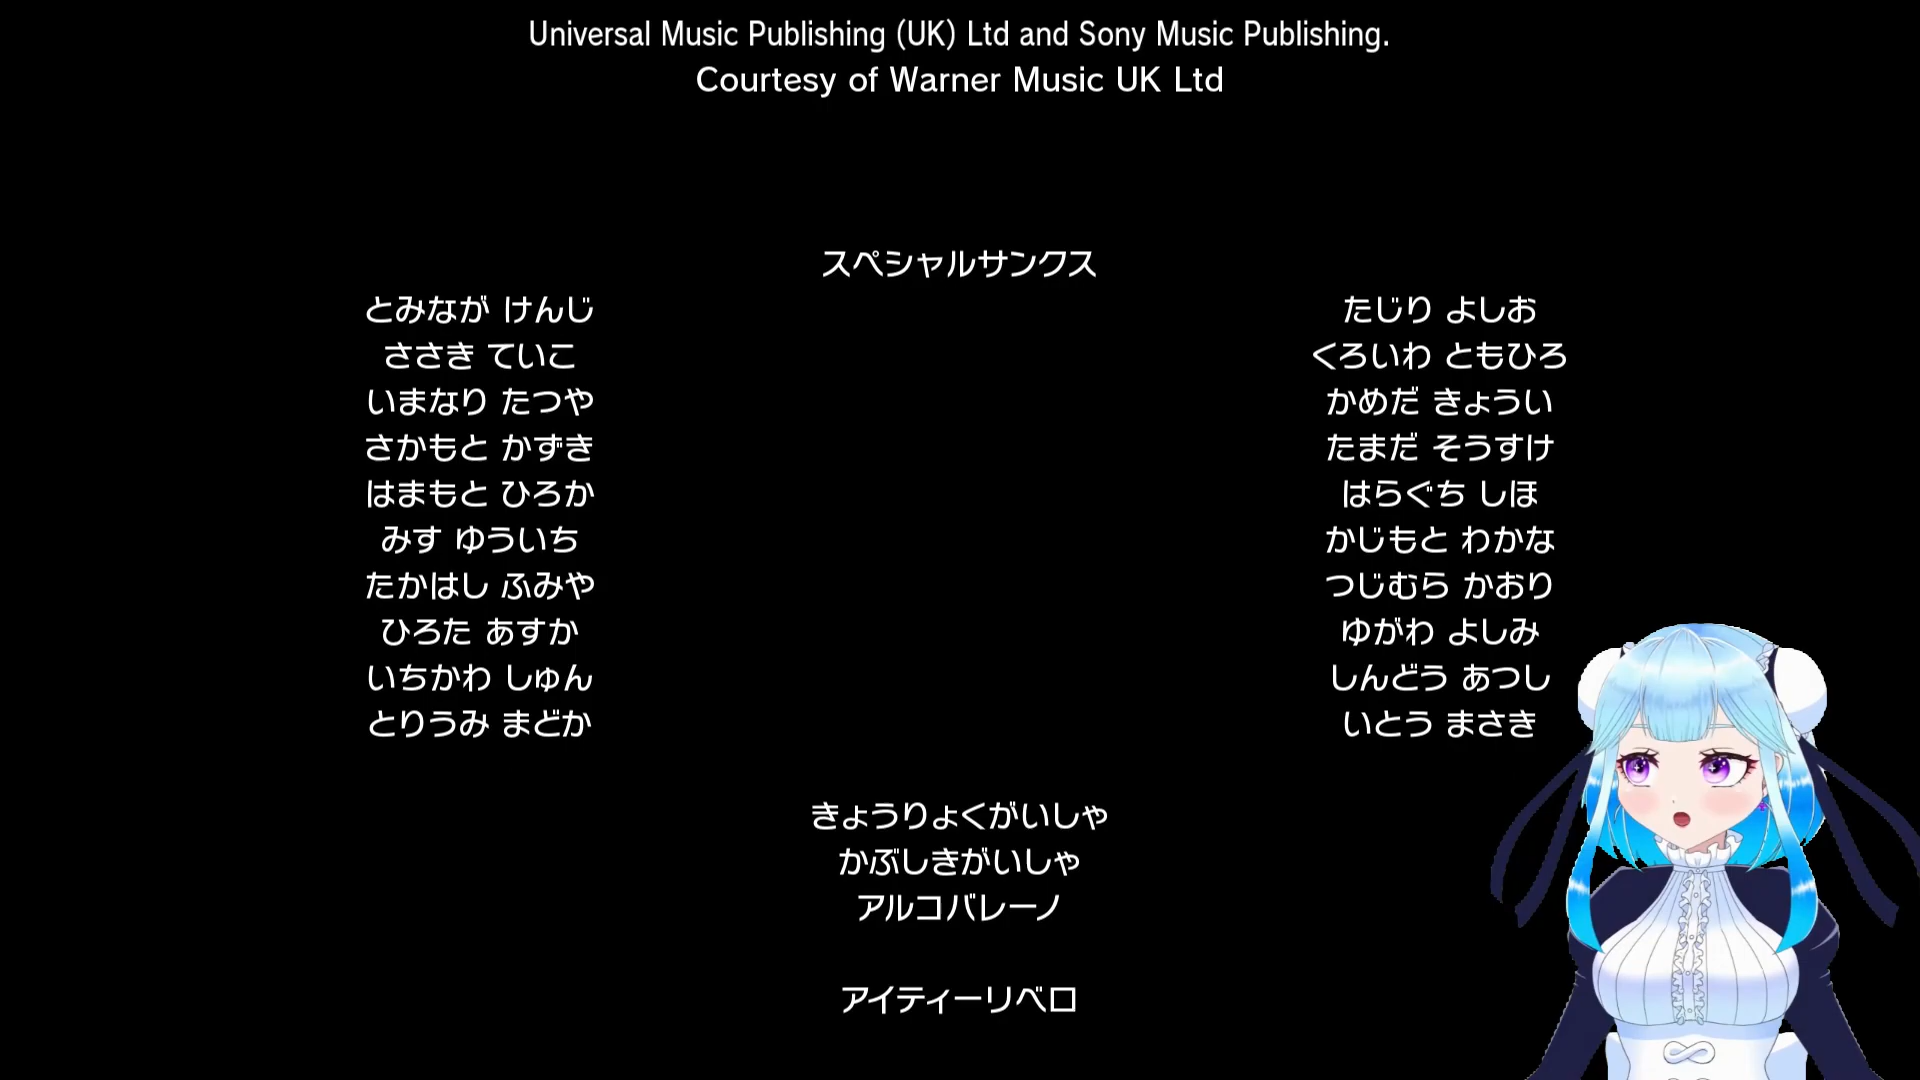 Universal Music Publishing (UK) Ltd and Sony Music Publishing.
Courtesy of Warner Music UK Ltd
スペシャルサンクス
とみなが けんじ
たじり よしお
ささき ていこ
くろいわ ともひろ
いまなり たつや
かめだ きょうい
さかもと かずき
たまだ そうすけ
はまもと ひろか
はらぐち しほ
みす ゆういち
かじもと わかな
たかはし ふみや
つじむら かおり
ひろた あすか
ゆがわ よしみ
いちかわ しゅん
しんどう あつし
とりうみ まどか
いとう まさき
きょうりょくがいしゃ
かぶしきがいしゃ
アルコバレーノ
アイティーリベロ